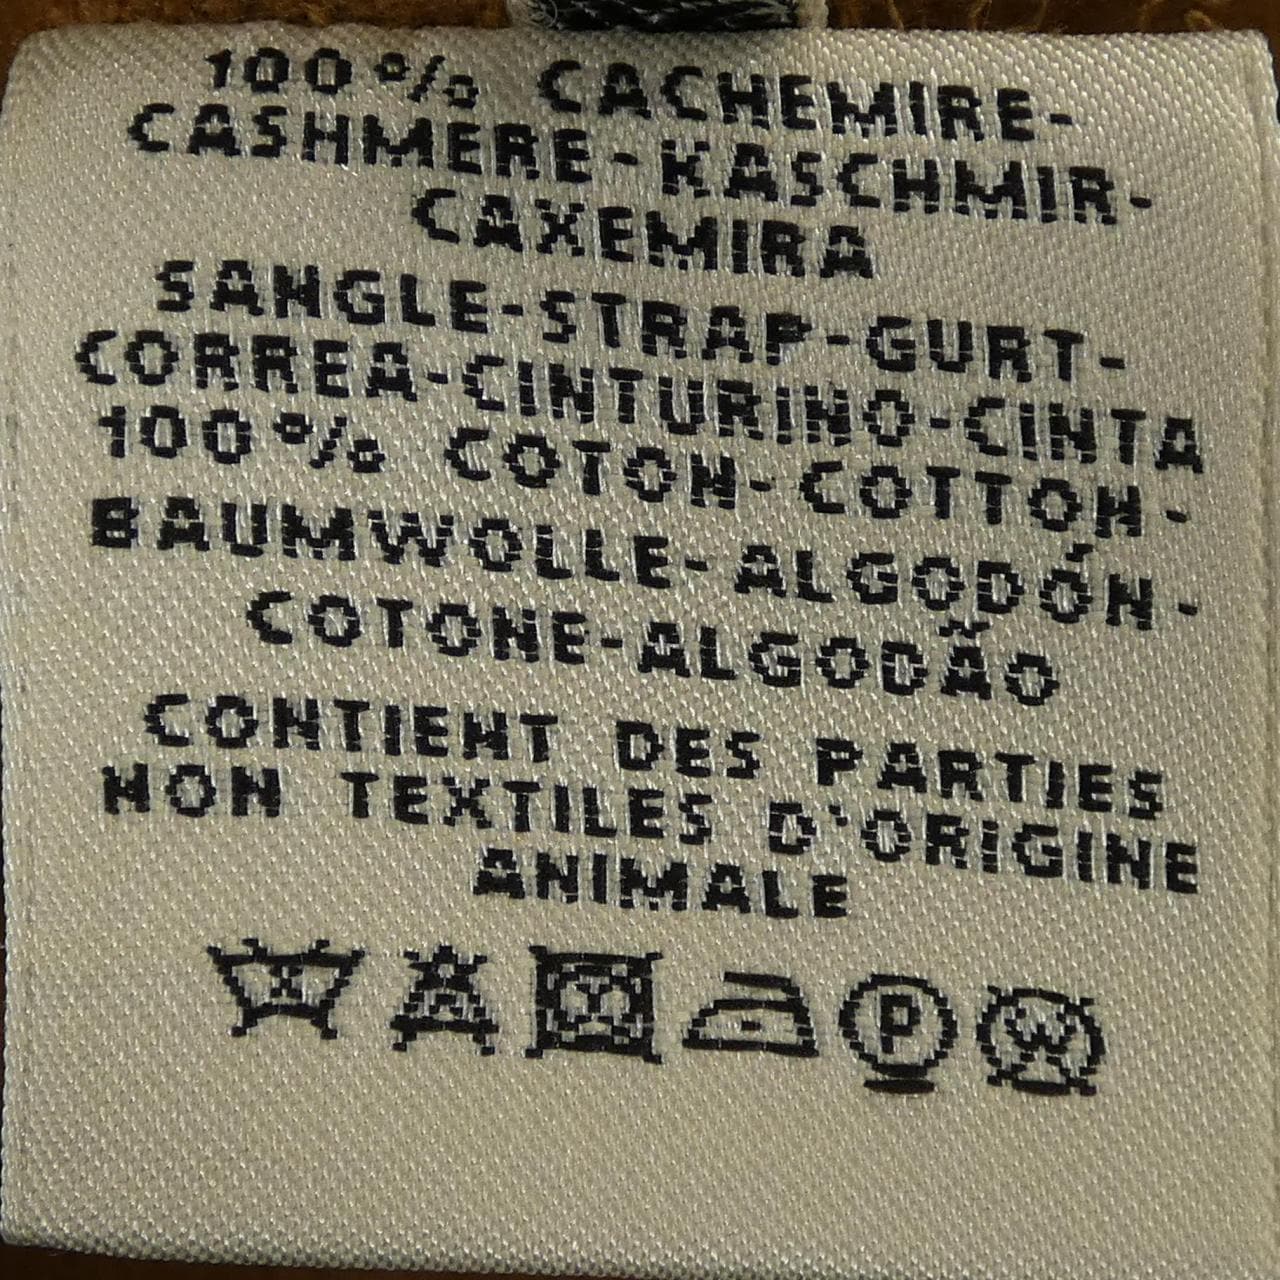 100% CACHEMIRE-
CASHMERE-KASCHMIR-
CAXEMIRA
SANGLE-STRAP-GURT-
CORREA-CINTURINO-CINTA
100% COTON-COTTON-
BAUMWOLLE-ALGODÓN-
COTONE-ALGODÃO
CONTIENT DES PARTIES
NON TEXTILES D'ORIGINE
ANIMALE
P W